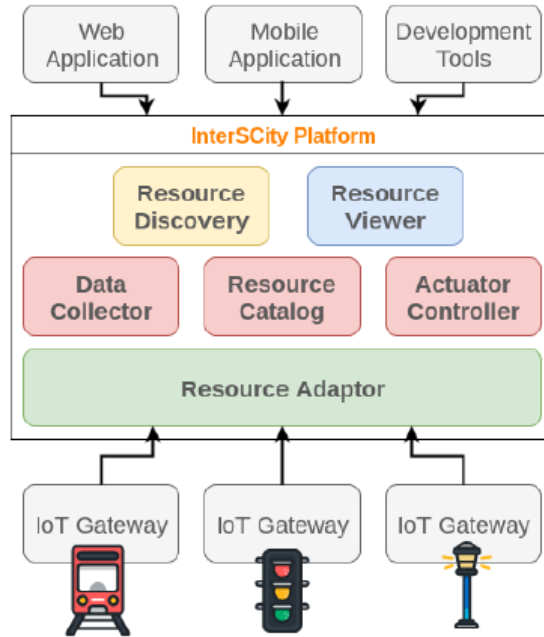 Web
Application
Mobile
Application
Development
Tools
InterSCity Platform
Resource
Discovery
Resource
Viewer
Data
Collector
Resource
Catalog
Actuator
Controller
Resource Adaptor
IoT Gateway
IoT Gateway
IoT Gateway